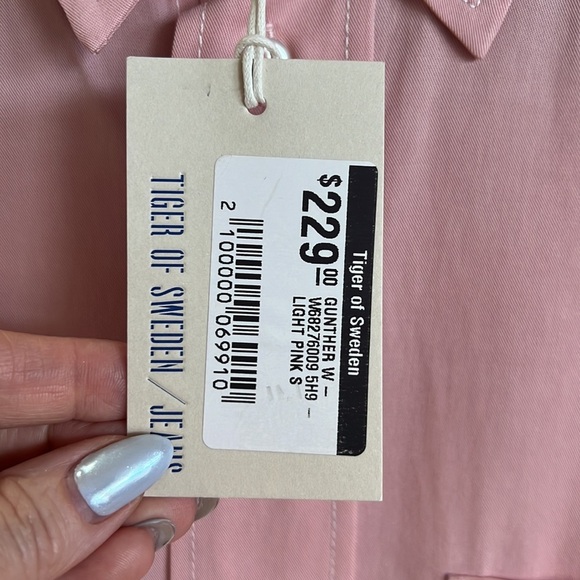 TIGER OF SWEDEN / JEANS
Tiger of Sweden
$229.00
GUNTHER W -
W68276009 5H9 -
LIGHT PINK S
2 100000 069910